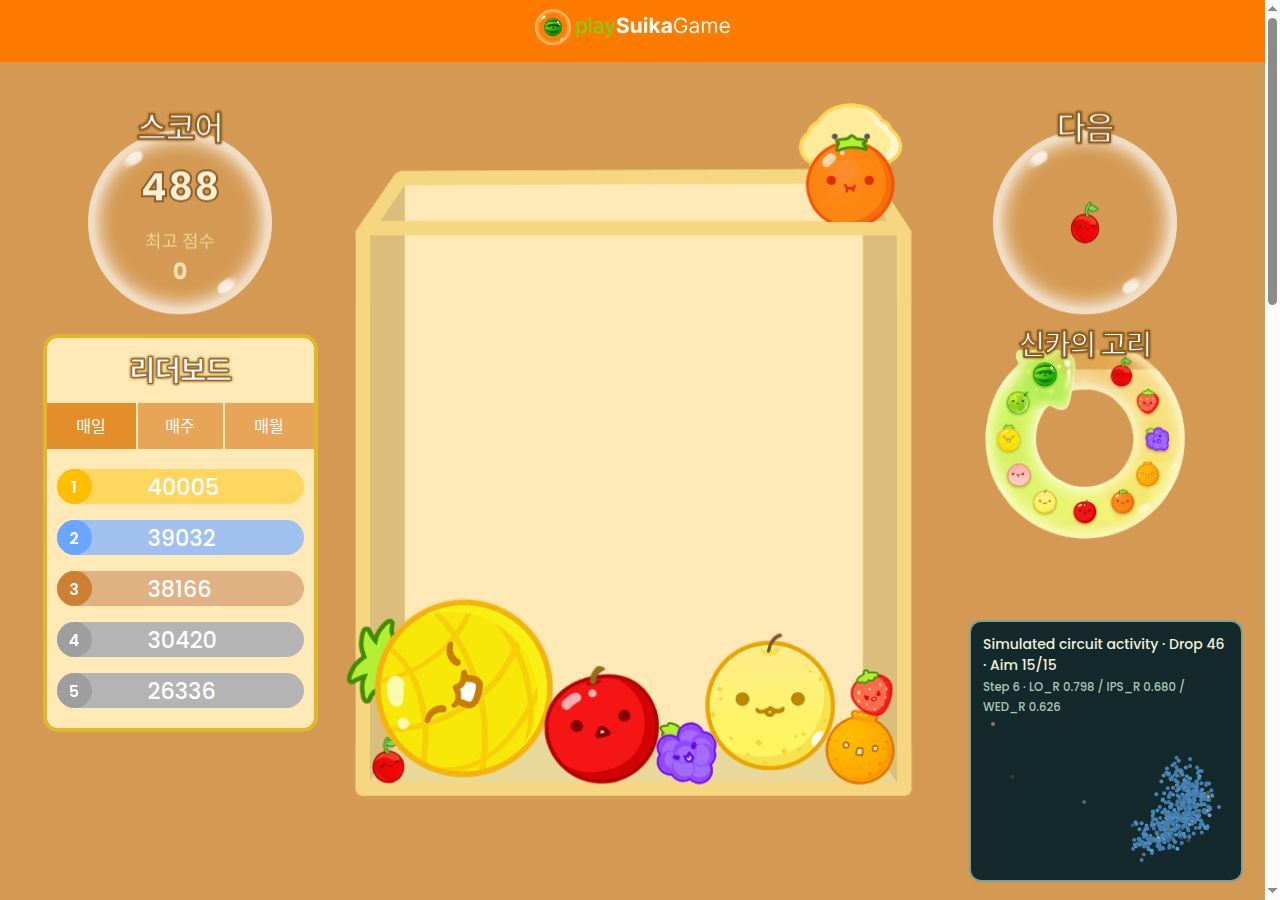 playSuikaGame
스코어
488
최고 점수
0
다음
신카의 고리
리더보드
매일 매주 매월
1 40005
2 39032
3 38166
4 30420
5 26336
Simulated circuit activity · Drop 46
· Aim 15/15
Step 6 · LO_R 0.798 / IPS_R 0.680 /
WED_R 0.626